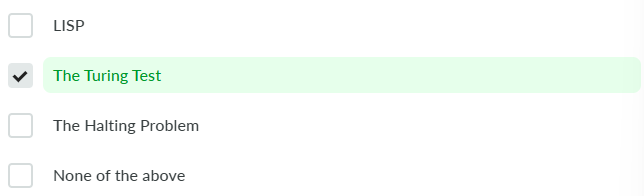 LISP
The Turing Test
The Halting Problem
None of the above